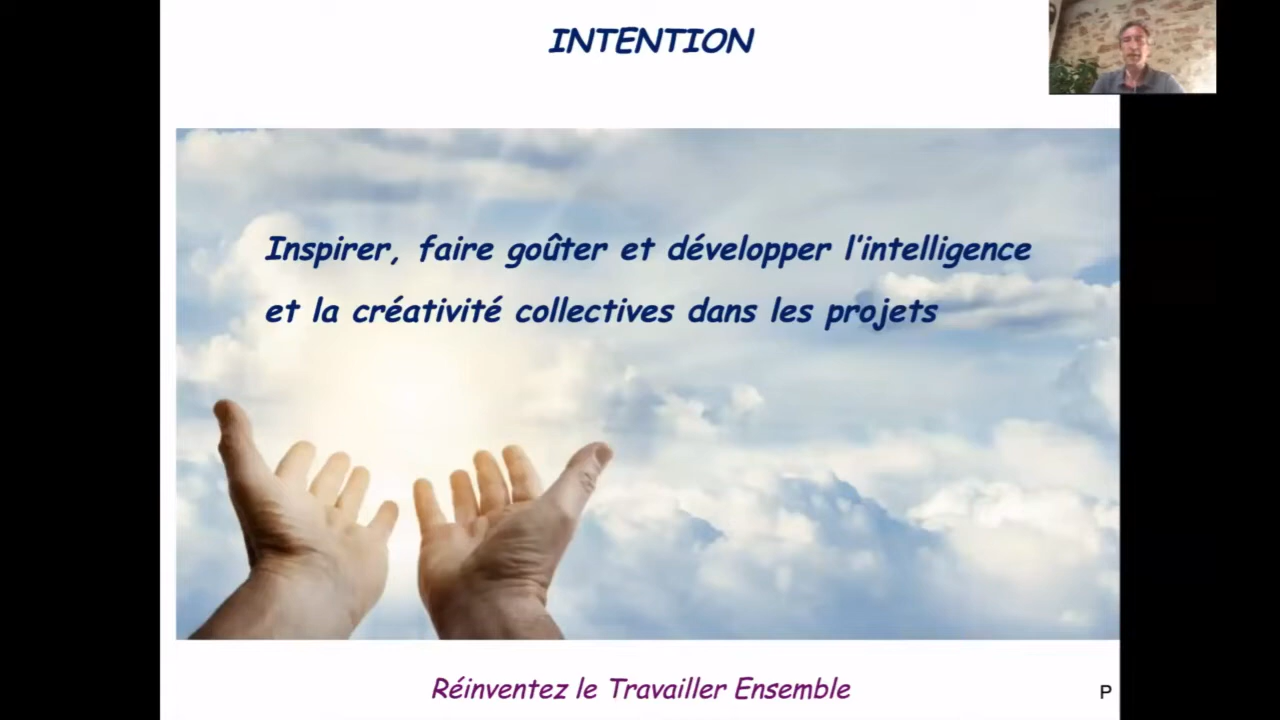 INTENTION
Inspirer, faire goûter et développer l'intelligence
et la créativité collectives dans les projets
Réinventez le Travailler Ensemble
P